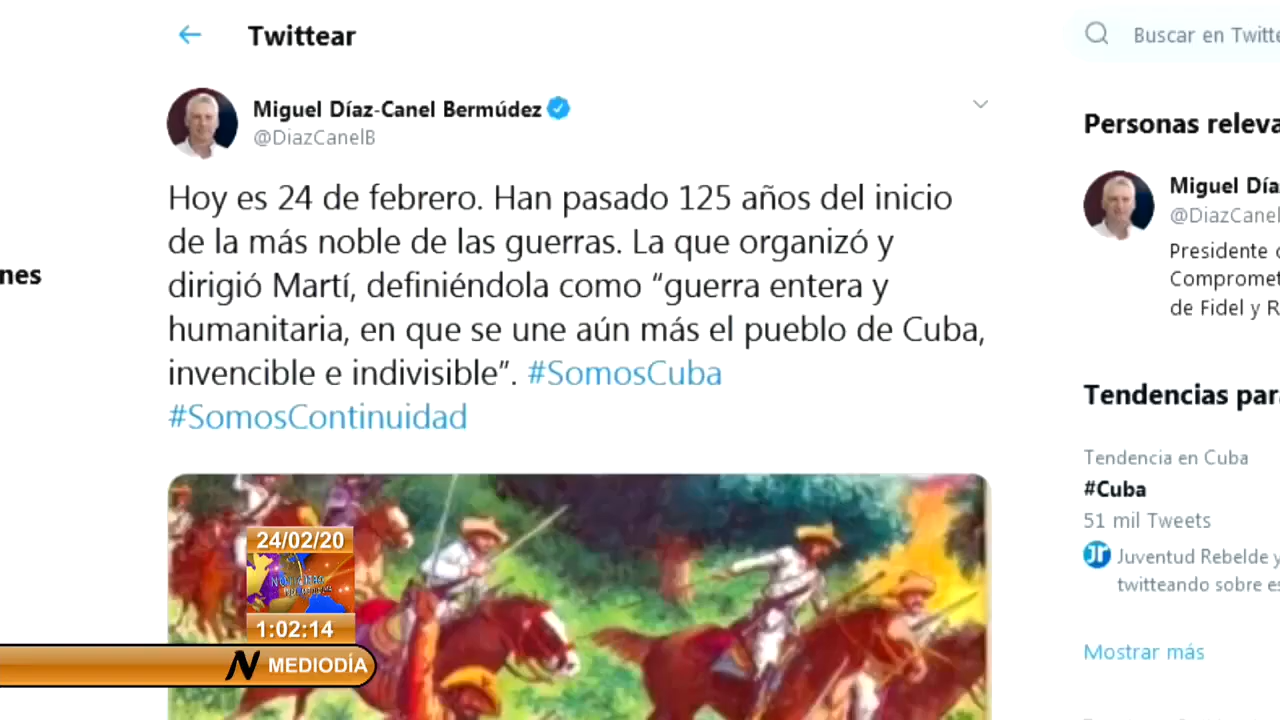 Twittear
Buscar en Twitte
Miguel Díaz-Canel Bermúdez
@DiazCanelB
Hoy es 24 de febrero. Han pasado 125 años del inicio
de la más noble de las guerras. La que organizó y
dirigió Martí, definiéndola como “guerra entera y
humanitaria, en que se une aún más el pueblo de Cuba,
invencible e indivisible”. #SomosCuba
#SomosContinuidad
nes
Personas releva
Miguel Día
@DiazCanel
Presidente
Compromet
de Fidel y R
Tendencias par
Tendencia en Cuba
#Cuba
51 mil Tweets
Jr
Juventud Rebelde y
twitteando sobre es
Mostrar más
24/02/20
1:02:14
N MEDIODÍA